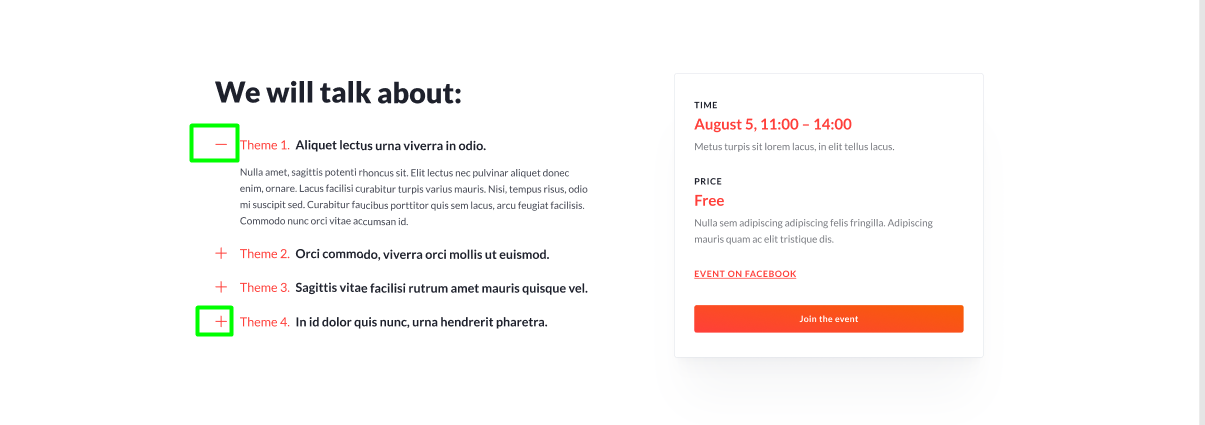 We will talk about:
Theme 1. Aliquet lectus urna viverra in odio.
Nulla amet, sagittis potenti rhoncus sit. Elit lectus nec pulvinar aliquet donec
enim, ornare. Lacus facilisi curabitur turpis varius mauris. Nisi, tempus risus, odio
mi suscipit sed. Curabitur faucibus porttitor quis sem lacus, arcu feugiat facilisis.
Commodo nunc orci vitae accumsan id.
Theme 2. Orci commodo, viverra orci mollis ut euismod.
Theme 3. Sagittis vitae facilisi rutrum amet mauris quisque vel.
Theme 4. In id dolor quis nunc, urna hendrerit pharetra.
TIME
August 5, 11:00 – 14:00
Metus turpis sit lorem lacus, in elit tellus lacus.
PRICE
Free
Nulla sem adipiscing adipiscing felis fringilla. Adipiscing
mauris quam ac elit tristique dis.
EVENT ON FACEBOOK
Join the event